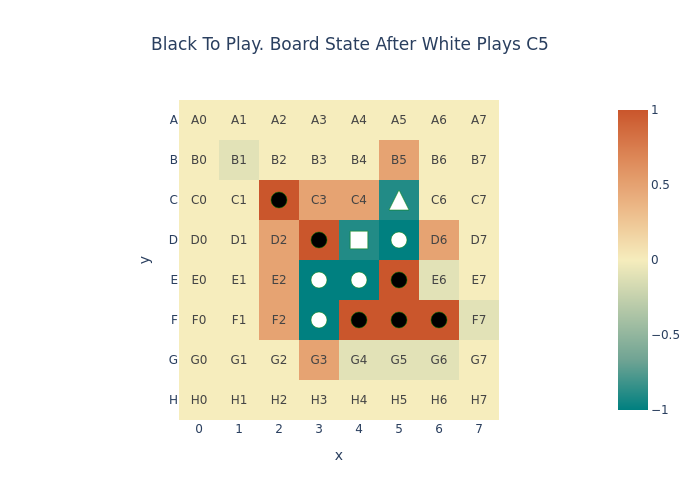 Black To Play. Board State After White Plays C5
A A0 A1 A2 A3 A4 A5 A6 A7
B B0 B1 B2 B3 B4 B5 B6 B7
C C0 C1 C3 C4 C6 C7
D D0 D1 D2 D6 D7
E E0 E1 E2 E6 E7
F F0 F1 F2 F7
G G0 G1 G2 G3 G4 G5 G6 G7
H H0 H1 H2 H3 H4 H5 H6 H7
0 1 2 3 4 5 6 7
x
y
1
0.5
0
−0.5
−1